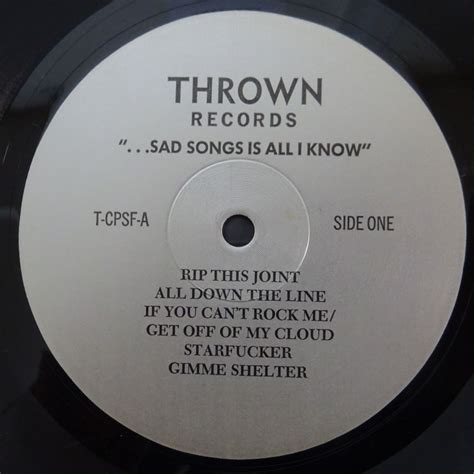 THROWN
RECORDS
"...SAD SONGS IS ALL I KNOW"
T-CPSF-A SIDE ONE
RIP THIS JOINT
ALL DOWN THE LINE
IF YOU CAN'T ROCK ME/
GET OFF OF MY CLOUD
STARFUCKER
GIMME SHELTER